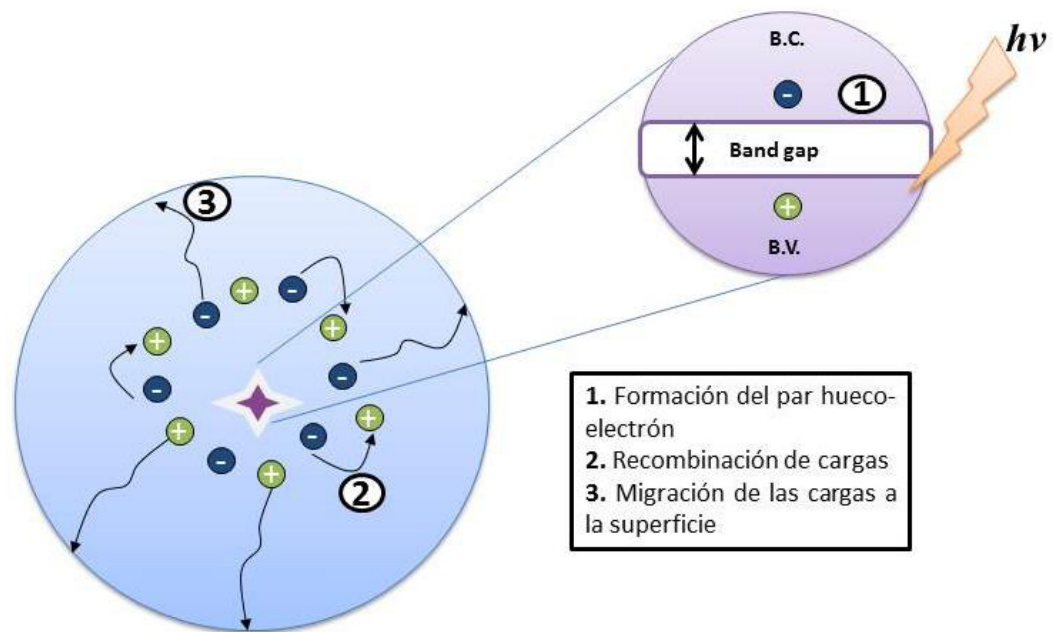 B.C.
hν
-
1
Band gap
+
B.V.
3
+
-
-
+
+
-
-
-
+
+
-
-
+
2
1. Formación del par hueco-
electrón
2. Recombinación de cargas
3. Migración de las cargas a
la superficie